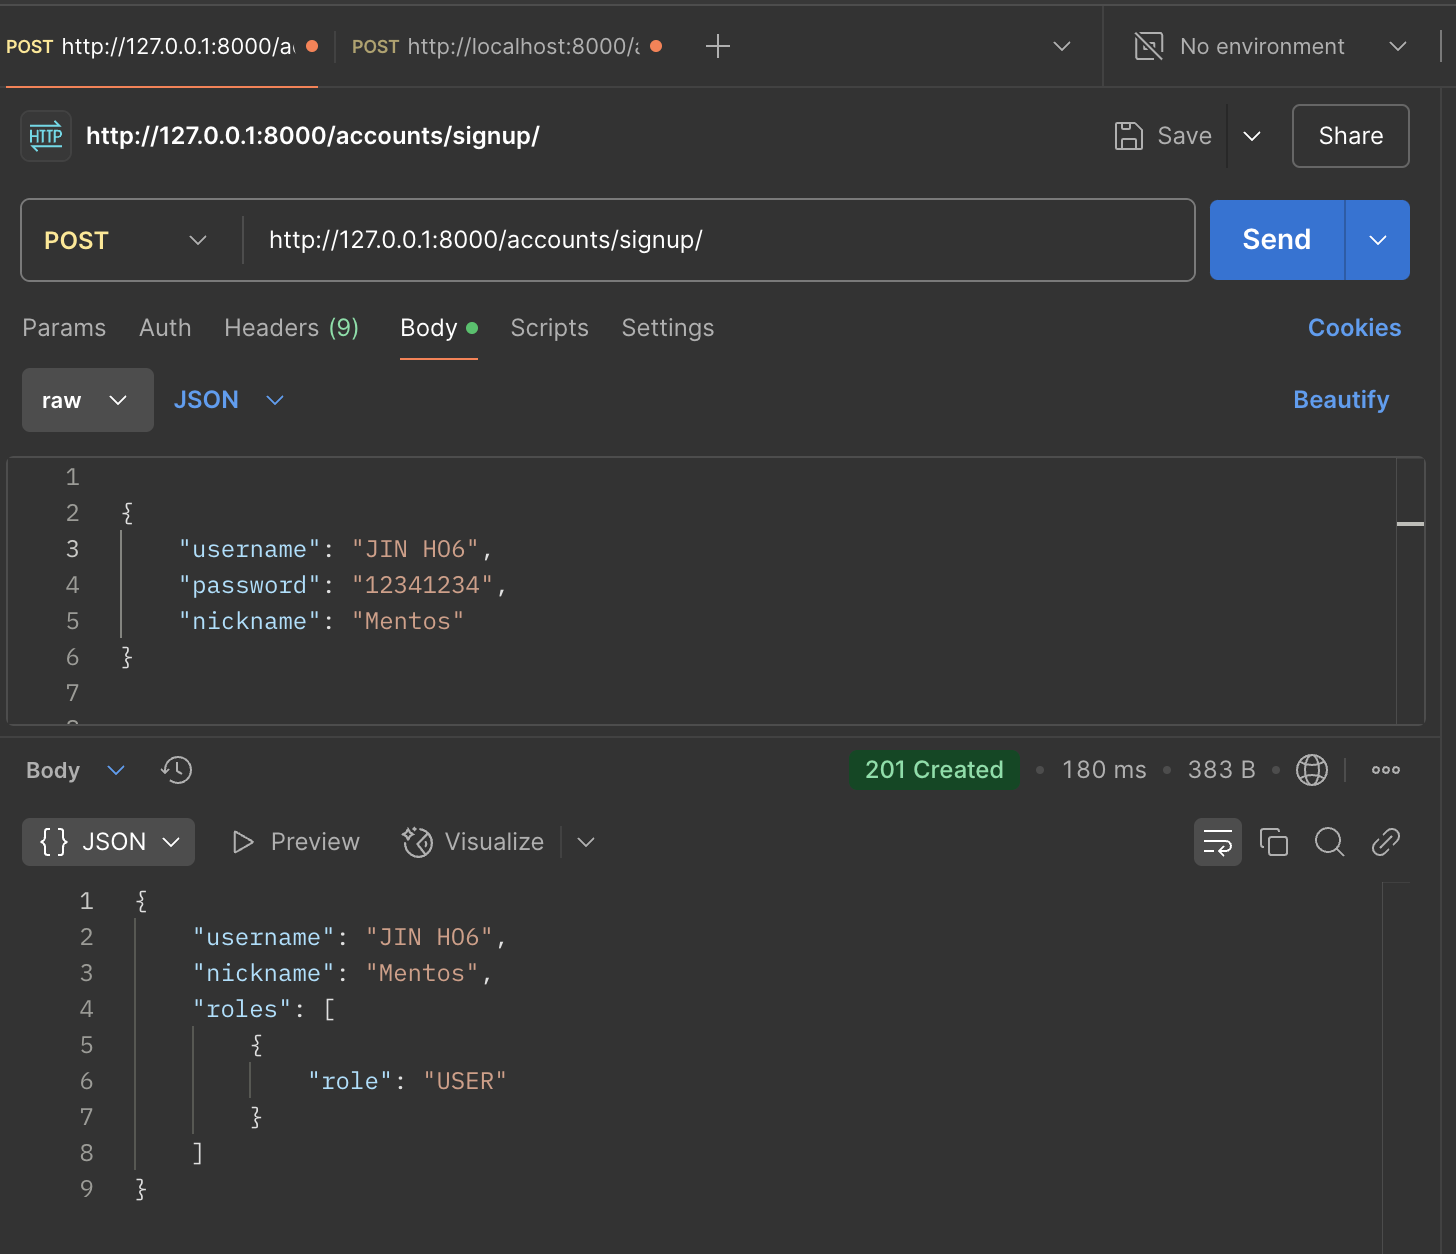 POST http://127.0.0.1:8000/a POST http://localhost:8000/ No environment
HTTP http://127.0.0.1:8000/accounts/signup/ Save Share
POST http://127.0.0.1:8000/accounts/signup/ Send
Params Auth Headers (9) Body Scripts Settings Cookies
raw JSON Beautify
1
2 {
3 "username": "JIN HO6",
4 "password": "12341234",
5 "nickname": "Mentos"
6 }
7
Body 201 Created • 180 ms • 383 B •
{} JSON Preview Visualize
1 {
2 "username": "JIN HO6",
3 "nickname": "Mentos",
4 "roles": [
5 {
6 "role": "USER"
7 }
8 ]
9 }